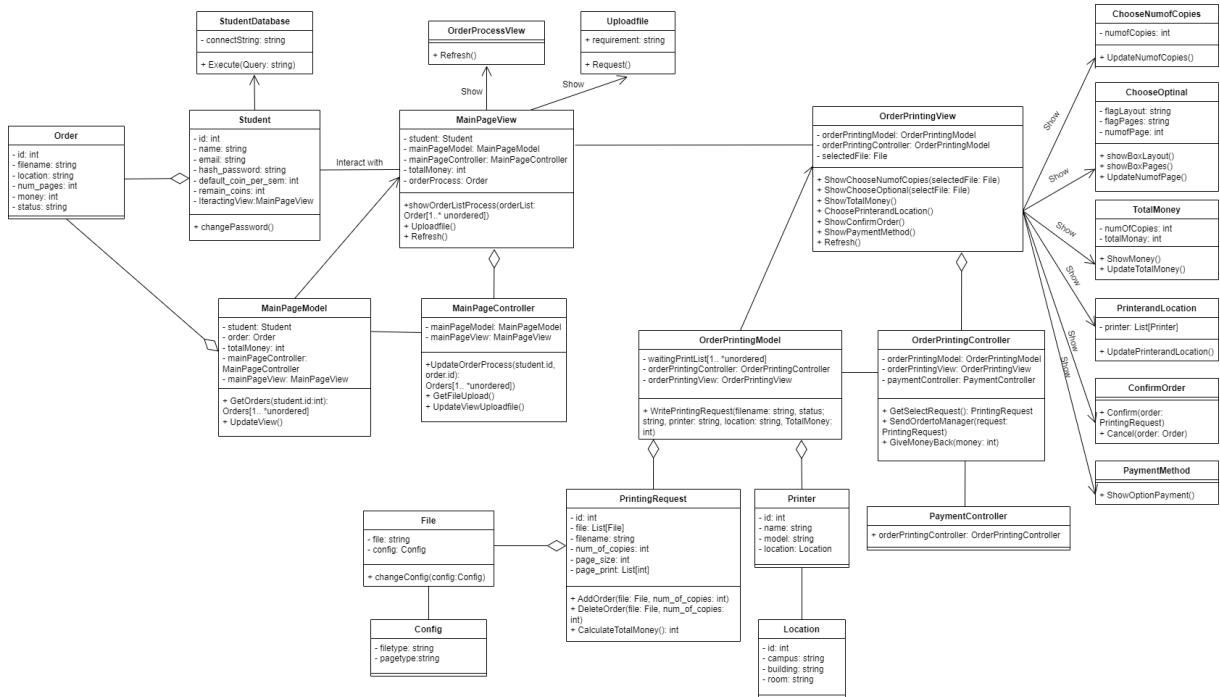 StudentDatabase
- connectString: string
+ Execute(Query: string)
OrderProcessView
+ Refresh()
Uploadfile
+ requirement: string
+ Request()
ChooseNumofCopies
- numofCopies: int
+ UpdateNumofCopies()
Show
Show
Order
- id: int
- filename: string
- location: string
- num_pages: int
- money: int
- status: string
Student
- id: int
- name: string
- email: string
- hash_password: string
- default_coin_per_sem: int
- remain_coins: int
- IteractingView:MainPageView
+ changePassword()
Interact with
MainPageView
- student: Student
- mainPageModel: MainPageModel
- mainPageController: MainPageController
- totalMoney: int
- orderProcess: Order
+showOrderListProcess(orderList:
Order[1..* unordered])
+ Uploadfile()
+ Refresh()
OrderPrintingView
- orderPrintingModel: OrderPrintingModel
- orderPrintingController: OrderPrintingModel
- selectedFile: File
+ ShowChooseNumofCopies(selectedFile: File)
+ ShowChooseOptional(selectFile: File)
+ ShowTotalMoney()
+ ChoosePrinterandLocation()
+ ShowConfirmOrder()
+ ShowPaymentMethod()
+ Refresh()
Show
Show
Show
Show
Show
Show
ChooseOptinal
- flagLayout: string
- flagPages: string
- numofPage: int
+ showBoxLayout()
+ showBoxPages()
+ UpdateNumofPage()
TotalMoney
- numOfCopies: int
- totalMonay: int
+ ShowMoney()
+ UpdateTotalMoney()
PrinterandLocation
- printer: List[Printer]
+ UpdatePrinterandLocation()
ConfirmOrder
+ Confirm(order:
PrintingRequest)
+ Cancel(order: Order)
PaymentMethod
+ ShowOptionPayment()
MainPageModel
- student: Student
- order: Order
- totalMoney: int
- mainPageController:
MainPageController
- mainPageView: MainPageView
+ GetOrders(student.id:int):
Orders[1.. *unordered]
+ UpdateView()
MainPageController
- mainPageModel: MainPageModel
- mainPageView: MainPageView
+UpdateOrderProcess(student.id,
order.id):
Orders[1.. *unordered])
+ GetFileUpload()
+ UpdateViewUploadfile()
OrderPrintingModel
- waitingPrintList[1.. *unordered]
- orderPrintingController: OrderPrintingController
- orderPrintingView: OrderPrintingView
+ WritePrintingRequest(filename: string, status;
string, printer: string, location: string, TotalMoney:
int)
OrderPrintingController
- orderPrintingModel: OrderPrintingModel
- orderPrintingView: OrderPrintingView
- paymentController: PaymentController
+ GetSelectRequest(): PrintingRequest
+ SendOrdertoManager(request:
PrintingRequest)
+ GiveMoneyBack(money: int)
File
- file: string
- config: Config
+ changeConfig(config:Config)
PrintingRequest
- id: int
- file: List[File]
- filename: string
- num_of_copies: int
- page_size: int
- page_print: List[int]
+ AddOrder(file: File, num_of_copies: int)
+ DeleteOrder(file: File, num_of_copies:
int)
+ CalculateTotalMoney(): int
Printer
- id: int
- name: string
- model: string
- location: Location
PaymentController
+ orderPrintingController: OrderPrintingController
Config
- filetype: string
- pagetype:string
Location
- id: int
- campus: string
- building: string
- room: string